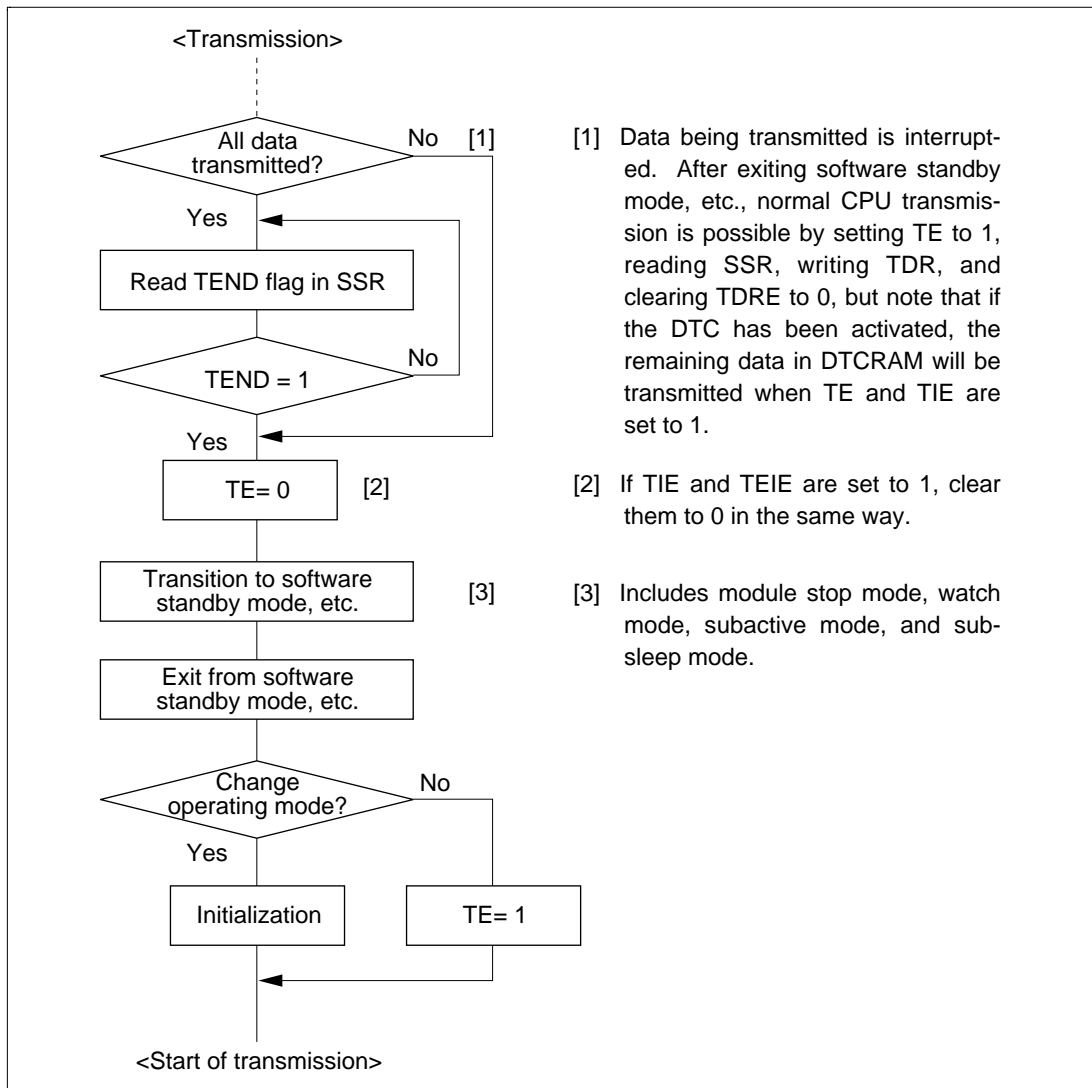 <Transmission>
All data
transmitted?
No
[1]
Yes
Read TEND flag in SSR
No
TEND = 1
Yes
TE= 0
[2]
Transition to software
standby mode, etc.
[3]
Exit from software
standby mode, etc.
Change
operating mode?
No
Yes
Initialization
TE= 1
<Start of transmission>
[1] Data being transmitted is interrupt-
ed. After exiting software standby
mode, etc., normal CPU transmis-
sion is possible by setting TE to 1,
reading SSR, writing TDR, and
clearing TDRE to 0, but note that if
the DTC has been activated, the
remaining data in DTCRAM will be
transmitted when TE and TIE are
set to 1.
[2] If TIE and TEIE are set to 1, clear
them to 0 in the same way.
[3] Includes module stop mode, watch
mode, subactive mode, and sub-
sleep mode.